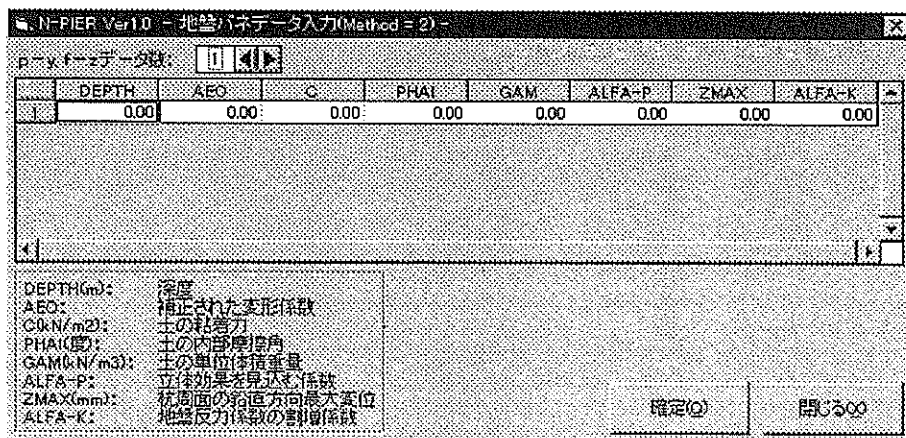 N-PIER Ver1.0 - 地盤バネデータ入力(Method = 2) -
p-y, f-zデータ数: 1
DEPTH AEO C PHAI GAM ALFA-P ZMAX ALFA-K
1 0.00 0.00 0.00 0.00 0.00 0.00 0.00 0.00
DEPTH(m): 深度
AEO: 補正された変形係数
C(kN/m2): 土の粘着力
PHAI(度): 土の内部摩擦角
GAM(kN/m3): 土の単位体積重量
ALFA-P: 立体効果を見込む係数
ZMAX(mm): 杭周面の鉛直方向最大変位
ALFA-K: 地盤反力係数の割増係数
確定(O) 閉じる(X)